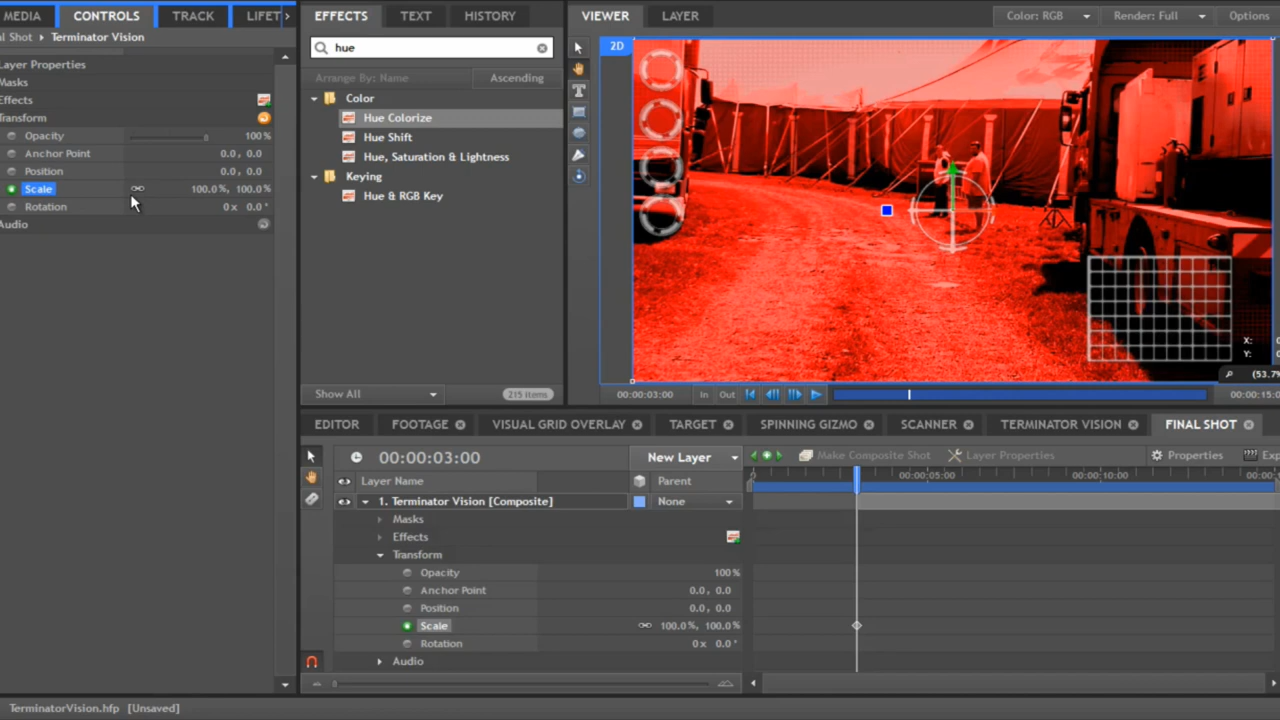 MEDIA CONTROLS TRACK LIFET
al Shot Terminator Vision
Layer Properties
Masks
Effects
Transform
Opacity 100%
Anchor Point 0.0, 0.0
Position 0.0, 0.0
Scale 100.0%, 100.0%
Rotation 0x 0.0°
Audio
EFFECTS TEXT HISTORY
hue
Arrange By: Name Ascending
Color
Hue Colorize
Hue Shift
Hue, Saturation & Lightness
Keying
Hue & RGB Key
Show All 215 items
VIEWER LAYER
Color: RGB Render: Full Options
2D
X:
Y:
(53.7%
00:00:03:00 In Out 00:00:15:0
EDITOR FOOTAGE VISUAL GRID OVERLAY TARGET SPINNING GIZMO SCANNER TERMINATOR VISION FINAL SHOT
00:00:03:00 New Layer Make Composite Shot Layer Properties Properties Exp
0 00:00:05:00 00:00:10:00
Layer Name Parent
1. Terminator Vision [Composite] None
Masks
Effects
Transform
Opacity 100%
Anchor Point 0.0, 0.0
Position 0.0, 0.0
Scale 100.0%, 100.0%
Rotation 0x 0.0°
Audio
TerminatorVision.hfp [Unsaved]